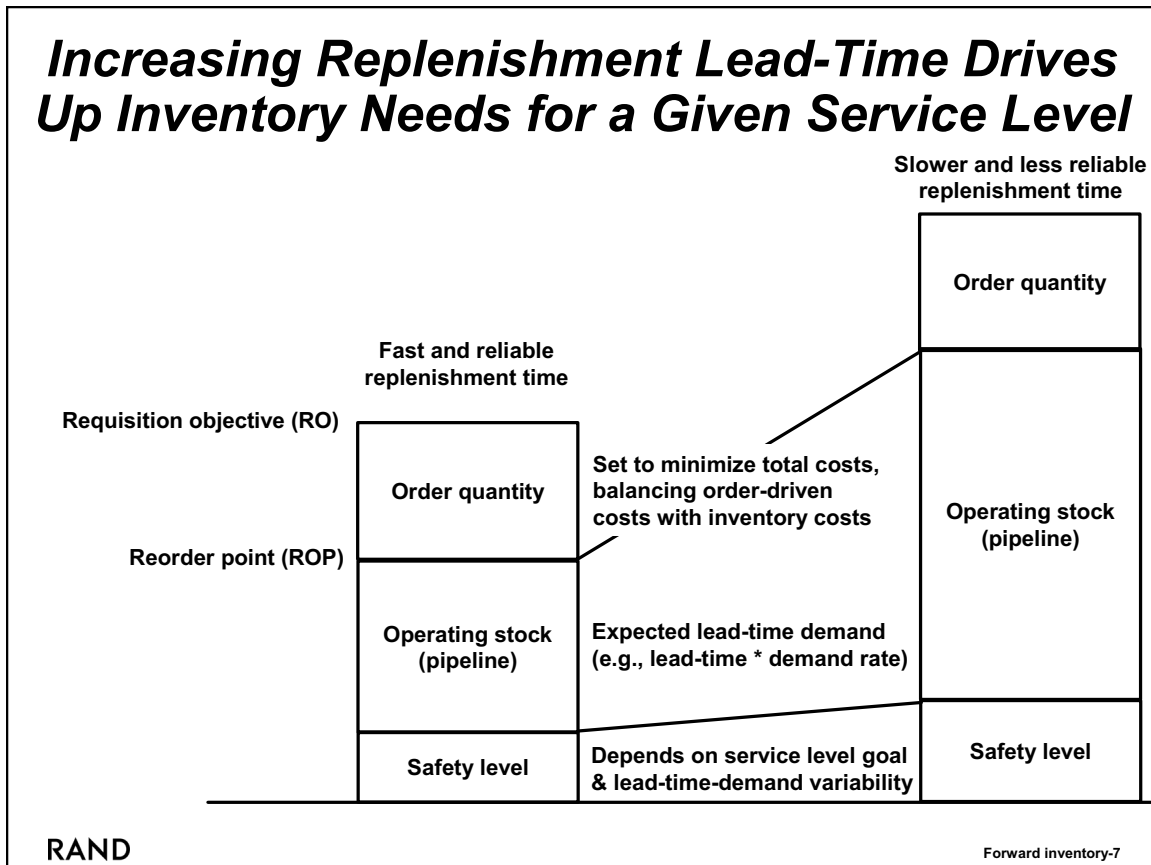 Increasing Replenishment Lead-Time Drives
Up Inventory Needs for a Given Service Level
Slower and less reliable
replenishment time
Order quantity
Fast and reliable
replenishment time
Requisition objective (RO)
Order quantity
Set to minimize total costs,
balancing order-driven
costs with inventory costs
Operating stock
(pipeline)
Reorder point (ROP)
Operating stock
(pipeline)
Expected lead-time demand
(e.g., lead-time * demand rate)
Safety level
Depends on service level goal
& lead-time-demand variability
Safety level
RAND
Forward inventory-7